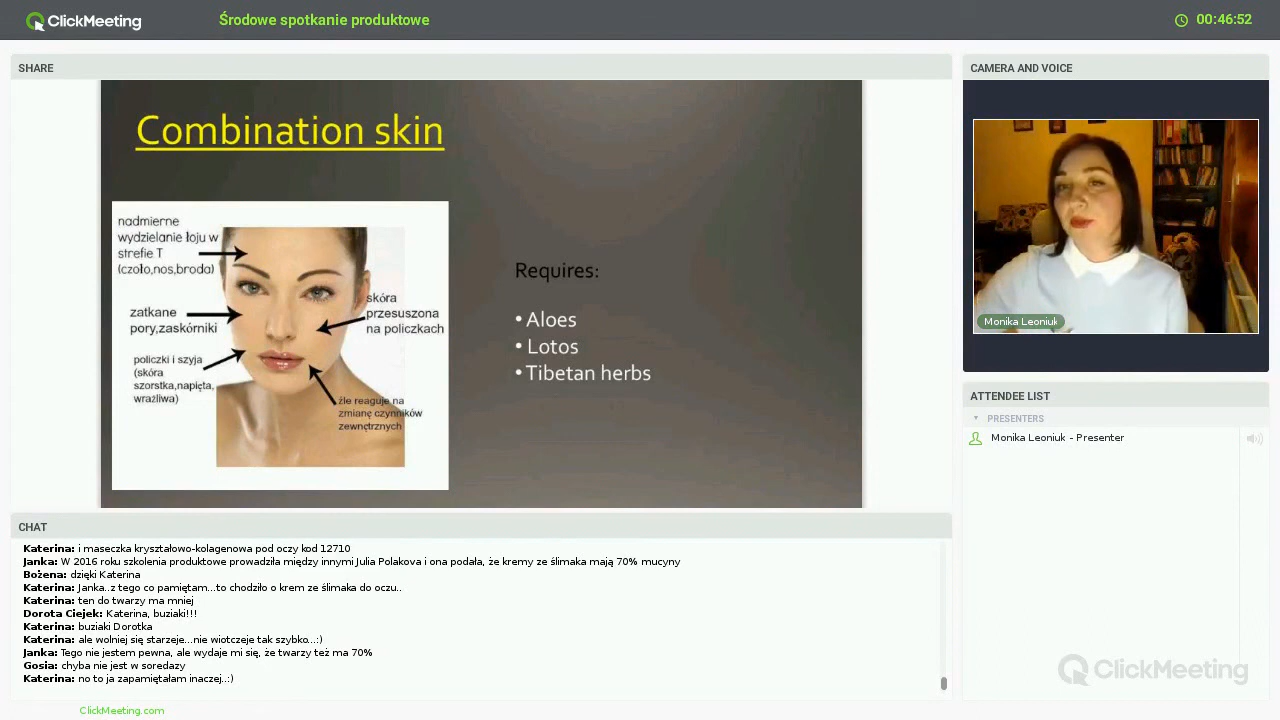 ClickMeeting
Środowe spotkanie produktowe
00:46:52
SHARE
Combination skin
nadmierne
wydzielanie łoju w
strefie T
(czoło,nos,broda)
zatkane
pory,zaskórniki
policzki i szyja
(skóra
szorstka,napięta,
wrażliwa)
skóra
przesuszona
na policzkach
źle reaguje na
zmianę czynników
zewnętrznych
Requires:
• Aloes
• Lotos
• Tibetan herbs
CAMERA AND VOICE
Monika Leoniuk
ATTENDEE LIST
PRESENTERS
Monika Leoniuk - Presenter
CHAT
Katerina: i maseczka kryształowo-kolagenowa pod oczy kod 12710
Janka: W 2016 roku szkolenia produktowe prowadziła między innymi Julia Polakova i ona podała, że kremy ze ślimaka mają 70% mucyny
Bożena: dzięki Katerina
Katerina: Janka..z tego co pamiętam...to chodziło o krem ze ślimaka do oczu..
Katerina: ten do twarzy ma mniej
Dorota Ciejek: Katerina, buziaki!!!
Katerina: buziaki Dorotka
Katerina: ale wolniej się starzeje...nie wiotczeje tak szybko...:)
Janka: Tego nie jestem pewna, ale wydaje mi się, że twarzy też ma 70%
Gosia: chyba nie jest w soredazy
Katerina: no to ja zapamiętałam inaczej..:)
ClickMeeting
ClickMeeting.com